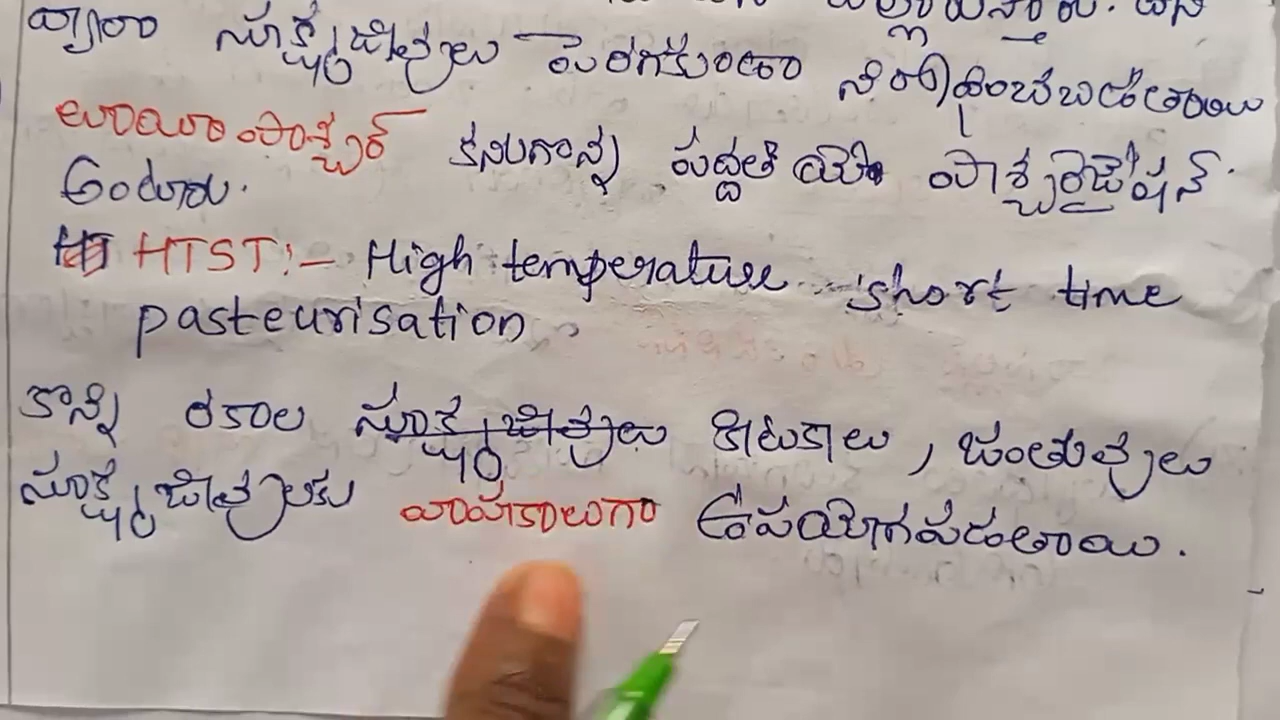 ద్వారా సూక్ష్మజీవులు పెరగకుండా నిరోధించబడతాయి
లూయీపాశ్చర్ కనుగొన్న పద్ధతియే పాశ్చరైజేషన్.
అంటారు.
HTST:- High temperature short time
pasteurisation.
కొన్ని రకాల సూక్ష్మజీవులు కీటకాలు, జంతువులు
సూక్ష్మజీవులకు వాహకాలుగా ఉపయోగపడతాయి.